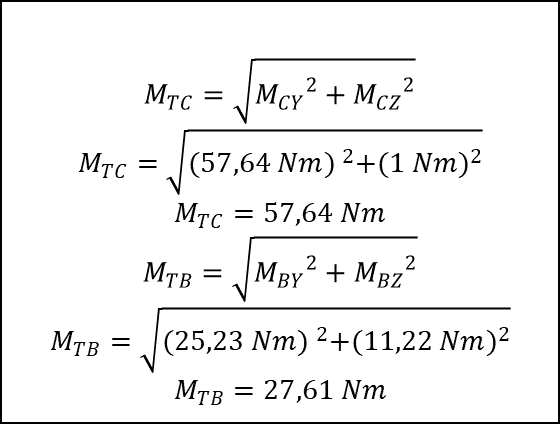 M_TC = √(M_CY² + M_CZ²)
M_TC = √((57,64 Nm) ²+(1 Nm)²)
M_TC = 57,64 Nm
M_TB = √(M_BY² + M_BZ²)
M_TB = √((25,23 Nm) ²+(11,22 Nm)²)
M_TB = 27,61 Nm